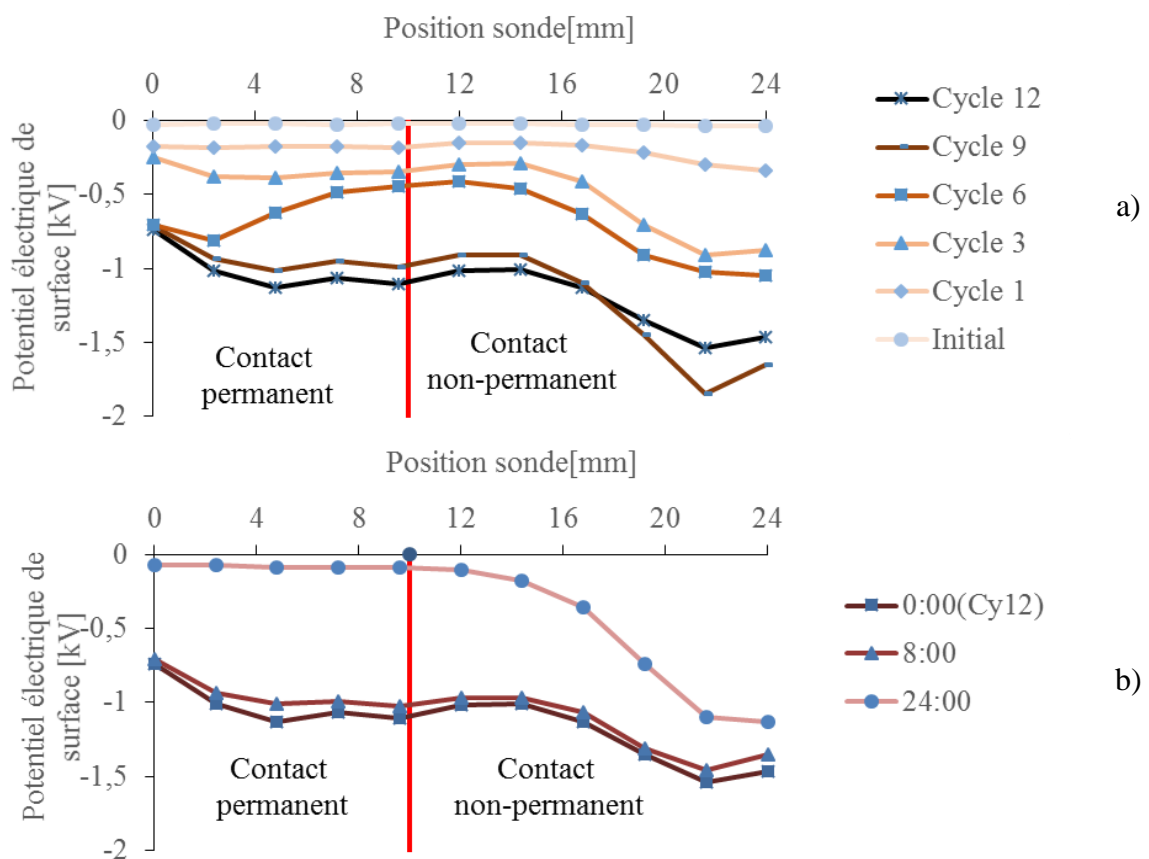 Position sonde[mm]
0 4 8 12 16 20 24
0
-0,5
-1
-1,5
-2
Potentiel électrique de
surface [kV]
Contact
permanent
Contact
non-permanent
Cycle 12
Cycle 9
Cycle 6
Cycle 3
Cycle 1
Initial
a)
Position sonde[mm]
0 4 8 12 16 20 24
0
-0,5
-1
-1,5
-2
Potentiel électrique de
surface [kV]
Contact
permanent
Contact
non-permanent
0:00(Cy12)
8:00
24:00
b)